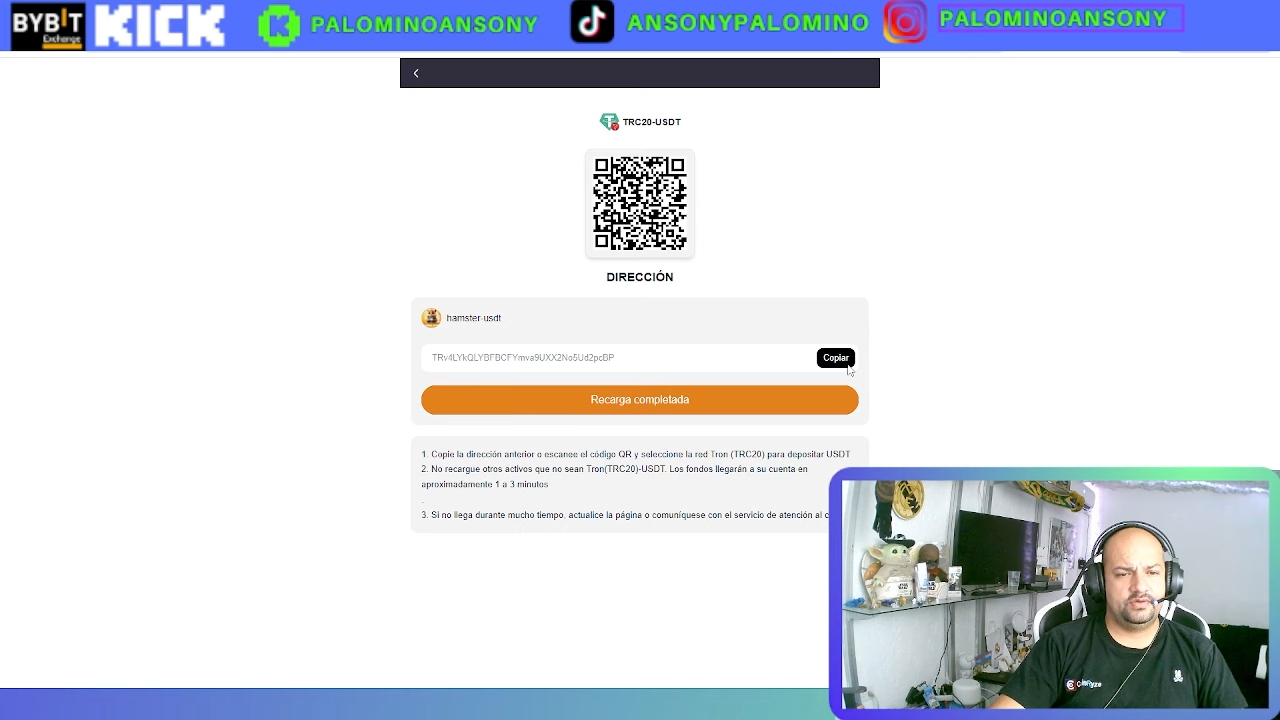 BYBIT
Exchange
KICK
PALOMINOANSONY
ANSONYPALOMINO
PALOMINOANSONY
TRC20-USDT
DIRECCIÓN
hamster-usdt
TRv4LYkQLYBFBCFYmva9UXX2No5Ud2pcBP
Copiar
Recarga completada
1. Copie la dirección anterior o escanee el código QR y seleccione la red Tron (TRC20) para depositar USDT
2. No recargue otros activos que no sean Tron(TRC20)-USDT. Los fondos llegarán a su cuenta en
aproximadamente 1 a 3 minutos
.
3. Si no llega durante mucho tiempo, actualice la página o comuníquese con el servicio de atención al c